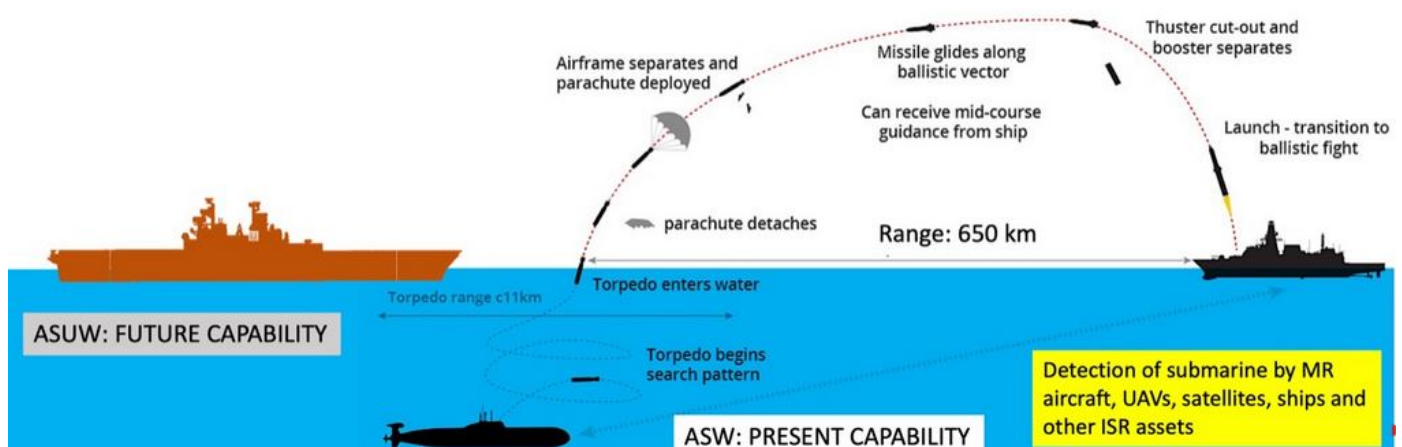 Thuster cut-out and
booster separates
Missile glides along
ballistic vector
Airframe separates and
parachute deployed
Can receive mid-course
guidance from ship
Launch - transition to
ballistic fight
parachute detaches
Range: 650 km
Torpedo enters water
Torpedo range c11km
ASUW: FUTURE CAPABILITY
Torpedo begins
search pattern
Detection of submarine by MR
aircraft, UAVs, satellites, ships and
other ISR assets
ASW: PRESENT CAPABILITY